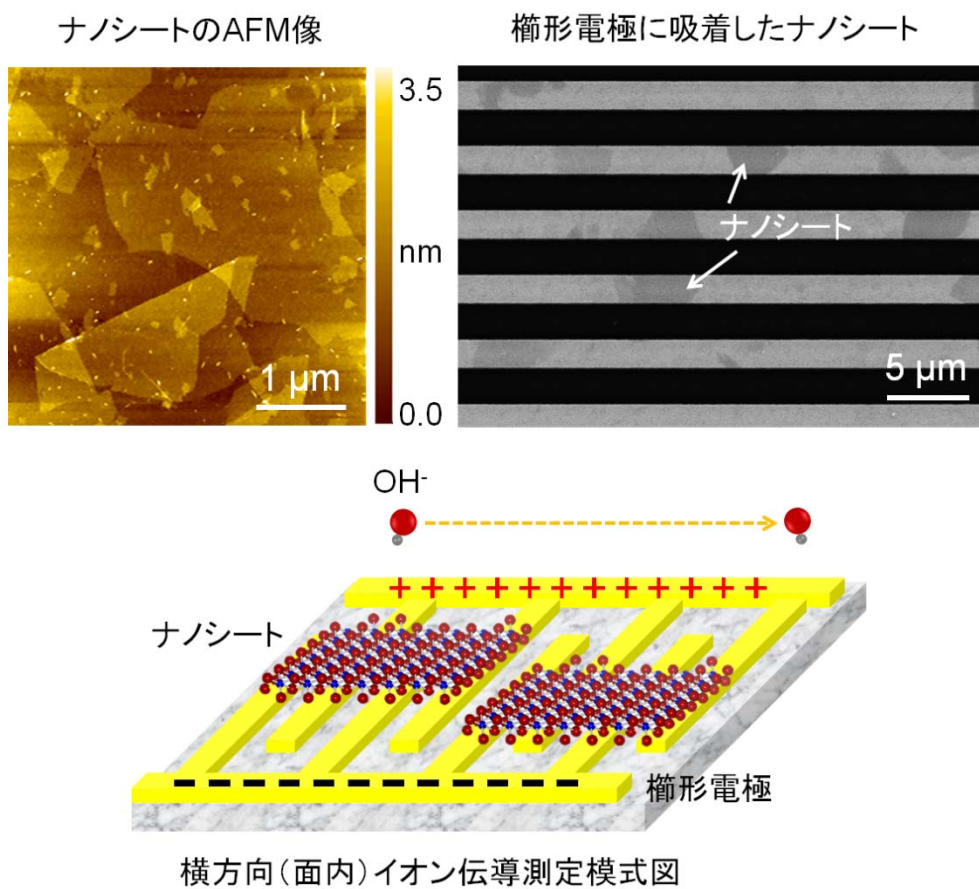 ナノシートのAFM像
櫛形電極に吸着したナノシート
3.5
nm
0.0
1 μm
ナノシート
5 μm
OH-
+ + + + + + + + + + + +
ナノシート
- - - - - - - - - - - - -
櫛形電極
横方向(面内)イオン伝導測定模式図